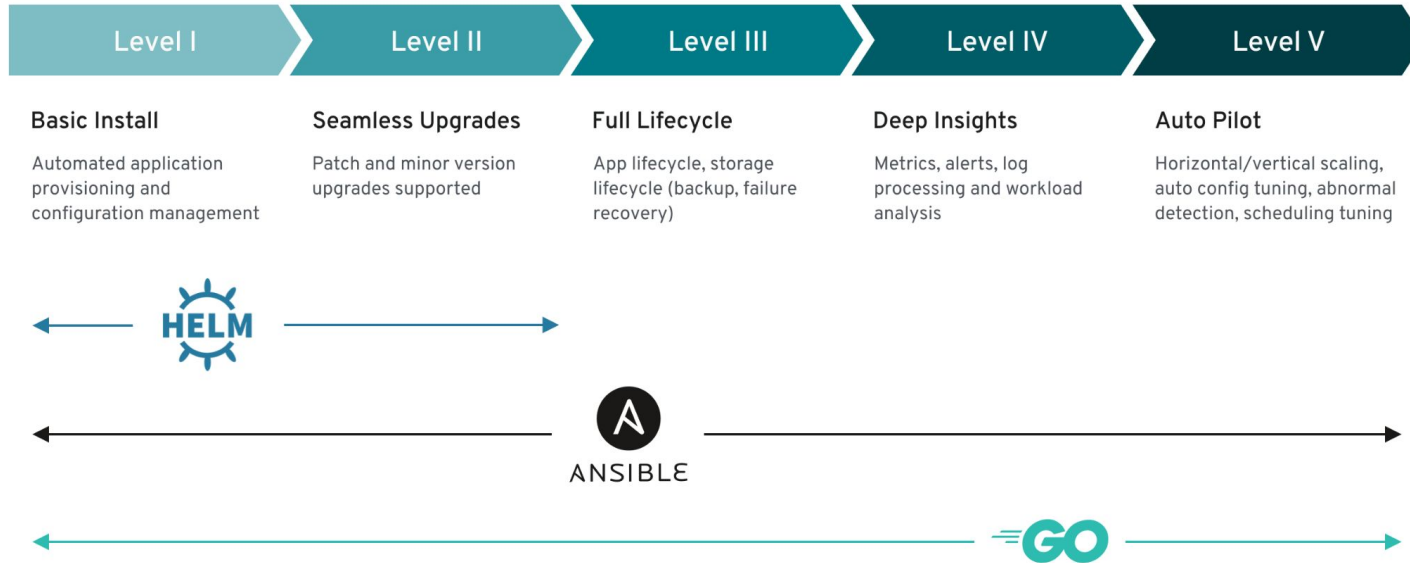 Level I
Level II
Level III
Level IV
Level V
Basic Install
Automated application
provisioning and
configuration management
Seamless Upgrades
Patch and minor version
upgrades supported
Full Lifecycle
App lifecycle, storage
lifecycle (backup, failure
recovery)
Deep Insights
Metrics, alerts, log
processing and workload
analysis
Auto Pilot
Horizontal/vertical scaling,
auto config tuning, abnormal
detection, scheduling tuning
HELM
A
ANSIBLE
GO